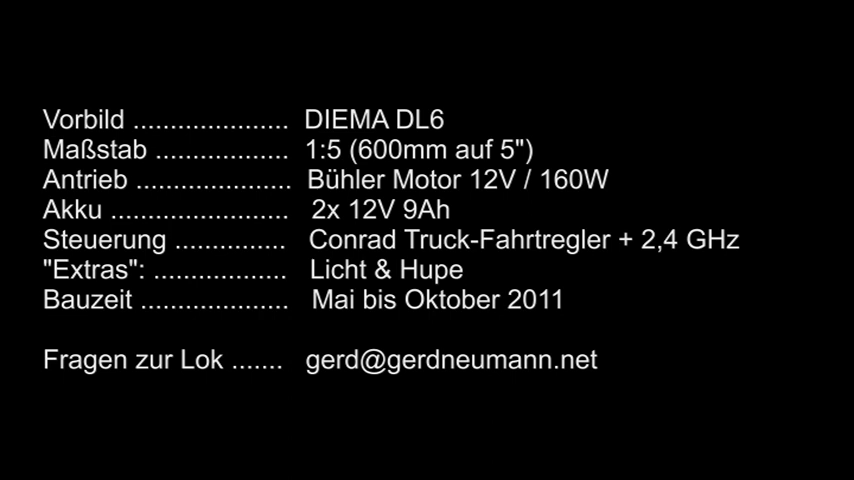 Vorbild ..................... DIEMA DL6
Maßstab .................. 1:5 (600mm auf 5")
Antrieb ..................... Bühler Motor 12V / 160W
Akku ........................ 2x 12V 9Ah
Steuerung ............... Conrad Truck-Fahrtregler + 2,4 GHz
"Extras": .................. Licht & Hupe
Bauzeit .................... Mai bis Oktober 2011
Fragen zur Lok ....... gerd@gerdneumann.net